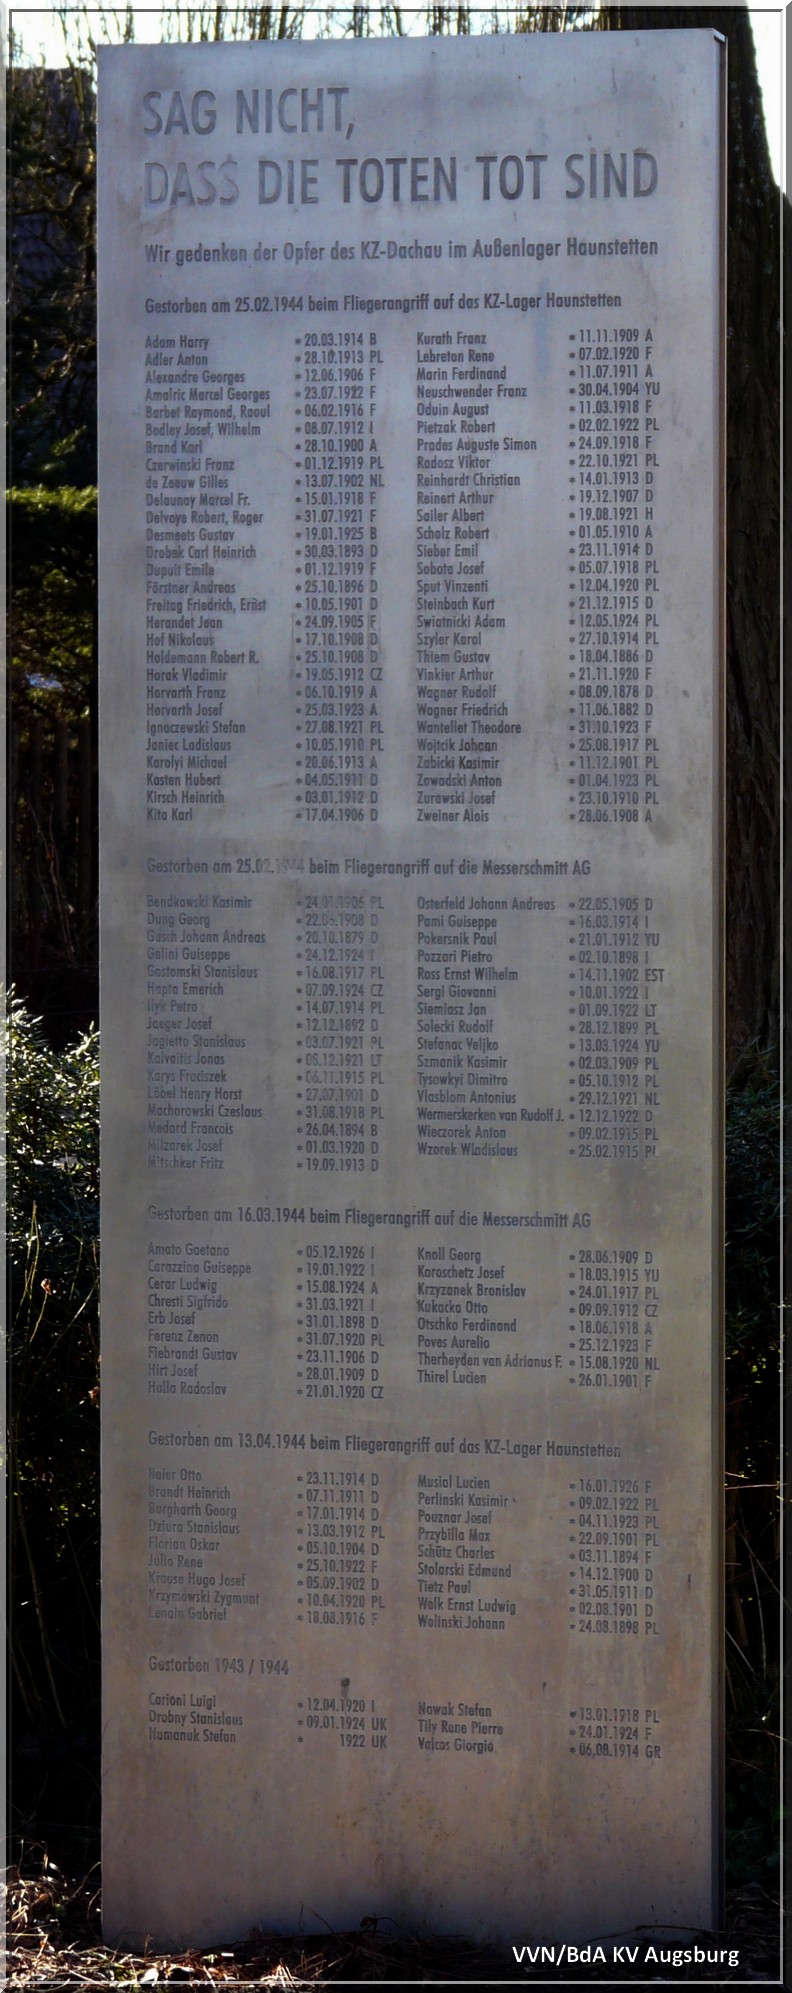 SAG NICHT,
DASS DIE TOTEN TOT SIND
Wir gedenken der Opfer des KZ-Dachau im Außenlager Haunstetten
Gestorben am 25.02.1944 beim Fliegerangriff auf das KZ-Lager Haunstetten
Adam Harry * 20.03.1914 B
Adler Anton * 28.10.1913 PL
Alexandre Georges * 12.06.1906 F
Amalric Marcel Georges * 23.07.1922 F
Barbet Raymond, Raoul * 06.02.1916 F
Bodley Josef, Wilhelm * 08.07.1912 I
Brand Karl * 28.10.1900 A
Czerwinski Franz * 01.12.1919 PL
de Zeeuw Gilles * 13.07.1902 NL
Delaunay Marcel Fr. * 15.01.1918 F
Delvoye Robert, Roger * 31.07.1921 F
Desmeets Gustav * 19.01.1925 B
Drobek Carl Heinrich * 30.03.1893 D
Dupuit Emile * 01.12.1919 F
Förstner Andreas * 25.10.1896 D
Freitag Friedrich, Ernst * 10.05.1901 D
Herandet Jean * 24.09.1905 F
Hof Nikolaus * 17.10.1908 D
Holdemann Robert R. * 25.10.1908 D
Horak Vladimir * 19.05.1912 CZ
Horvarth Franz * 06.10.1919 A
Horvarth Josef * 25.03.1923 A
Ignaczewski Stefan * 27.08.1921 PL
Janiec Ladislaus * 10.05.1910 PL
Karolyi Michael * 20.06.1913 A
Kasten Hubert * 04.05.1911 D
Kirsch Heinrich * 03.01.1912 D
Kita Karl * 17.04.1906 D
Kurath Franz * 11.11.1909 A
Lebreton Rene * 07.02.1920 F
Marin Ferdinand * 11.07.1911 A
Neuschwender Franz * 30.04.1904 YU
Oduin August * 11.03.1918 F
Pietzak Robert * 02.02.1922 PL
Prades Auguste Simon * 24.09.1918 F
Radosz Viktor * 22.10.1921 PL
Reinhardt Christian * 14.01.1913 D
Reinert Arthur * 19.12.1907 D
Sailer Albert * 19.08.1921 H
Scholz Robert * 01.05.1910 A
Sieber Emil * 23.11.1914 D
Sobota Josef * 05.07.1918 PL
Sput Vinzenti * 12.04.1920 PL
Steinbach Kurt * 21.12.1915 D
Swiatnicki Adam * 12.05.1924 PL
Szyler Karol * 27.10.1914 PL
Thiem Gustav * 18.04.1886 D
Vinkier Arthur * 21.11.1920 F
Wagner Rudolf * 08.09.1878 D
Wagner Friedrich * 11.06.1882 D
Wantellet Theodore * 31.10.1923 F
Wojtcik Johann * 25.08.1917 PL
Zabicki Kasimir * 11.12.1901 PL
Zawadski Anton * 01.04.1923 PL
Zurawski Josef * 23.10.1910 PL
Zweiner Alois * 28.06.1908 A
Gestorben am 25.02.1944 beim Fliegerangriff auf die Messerschmitt AG
Bendkowski Kasimir * 24.01.1906 PL
Dung Georg * 1908 D
Gasch Johann Andreas * 20.10.1879 D
Gelini Guiseppe * 24.12.1924 I
Gostomski Stanislaus * 16.08.1917 PL
Hapta Emerich * 07.09.1924 CZ
Ilyk Petro * 14.07.1914 PL
Jaeger Josef * 12.12.1892 D
Jagietto Stanislaus * 03.07.1921 PL
Kalvaitis Jonas * 12.1921 LT
Karys Fraciszek * 06.11.1915 PL
Löbel Henry Horst * 27.07.1901 D
Machorowski Czeslaus * 31.08.1918 PL
Medard Francois * 26.04.1894 B
Milzarek Josef * 01.03.1920 D
Mitschker Fritz * 19.09.1913 D
Osterfeld Johann Andreas * 22.05.1905 D
Pami Guiseppe * 16.03.1914 I
Pokersnik Paul * 21.01.1912 YU
Pozzari Pietro * 02.10.1898 I
Ross Ernst Wilhelm * 14.11.1902 EST
Sergi Giovanni * 10.01.1922 I
Siemiasz Jan * 01.09.1922 LT
Solecki Rudolf * 28.12.1899 PL
Stefanac Veljko * 13.03.1924 YU
Szmanik Kasimir * 02.03.1909 PL
Tysowkyi Dimitro * 05.10.1912 PL
Vlasblom Antonius * 29.12.1921 NL
Wermerskerken van Rudolf J. * 12.12.1922 D
Wieczorek Anton * 09.02.1915 PL
Wzorek Wladislaus * 25.02.1915 PL
Gestorben am 16.03.1944 beim Fliegerangriff auf die Messerschmitt AG
Amato Gaetano * 05.12.1926 I
Carazzina Guiseppe * 19.01.1922 I
Cerar Ludwig * 15.08.1924 A
Chresti Sigfrido * 31.03.1921 I
Erb Josef * 31.01.1898 D
Ferenz Zenon * 31.07.1920 PL
Fiebrandt Gustav * 23.11.1906 D
Hirt Josef * 28.01.1909 D
Hulla Radoslav * 21.01.1920 CZ
Knoll Georg * 28.06.1909 D
Koroschetz Josef * 18.03.1915 YU
Krzyzanek Bronislav * 24.01.1917 PL
Kukacka Otto * 09.09.1912 CZ
Otschko Ferdinand * 18.06.1918 A
Poves Aurelio * 25.12.1923 F
Therheyden van Adrianus F. * 15.08.1920 NL
Thirel Lucien * 26.01.1901 F
Gestorben am 13.04.1944 beim Fliegerangriff auf das KZ-Lager Haunstetten
Baier Otto * 23.11.1914 D
Brandt Heinrich * 07.11.1911 D
Burgharth Georg * 17.01.1914 D
Dziura Stanislaus * 13.03.1912 PL
Florian Oskar * 05.10.1904 D
Julio Rene * 25.10.1922 F
Krause Hugo Josef * 05.09.1902 D
Krzymowski Zygmunt * 10.04.1920 PL
Lenain Gabriel * 18.08.1916 F
Musial Lucien * 16.01.1926 F
Perlinski Kasimir * 09.02.1922 PL
Pouznar Josef * 04.11.1923 PL
Przybilla Max * 22.09.1901 PL
Schütz Charles * 03.11.1894 F
Stolarski Edmund * 14.12.1900 D
Tietz Paul * 31.05.1911 D
Welk Ernst Ludwig * 02.08.1901 D
Wolinski Johann * 24.08.1898 PL
Gestorben 1943 / 1944
Carioni Luigi * 12.04.1920 I
Drobny Stanislaus * 09.01.1924 UK
Humanuk Stefan * 1922 UK
Nowak Stefan * 13.01.1918 PL
Tily Rene Pierre * 24.01.1924 F
Valcos Giorgio * 06.08.1914 GR
VVN/BdA KV Augsburg